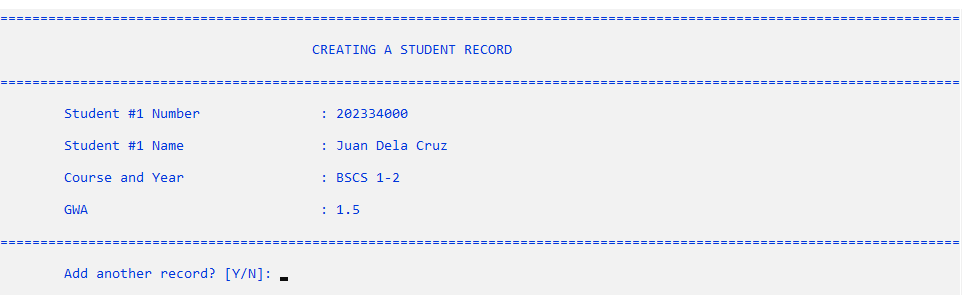 ========================================================================================================================
CREATING A STUDENT RECORD
========================================================================================================================
Student #1 Number : 202334000
Student #1 Name : Juan Dela Cruz
Course and Year : BSCS 1-2
GWA : 1.5
========================================================================================================================
Add another record? [Y/N]: _